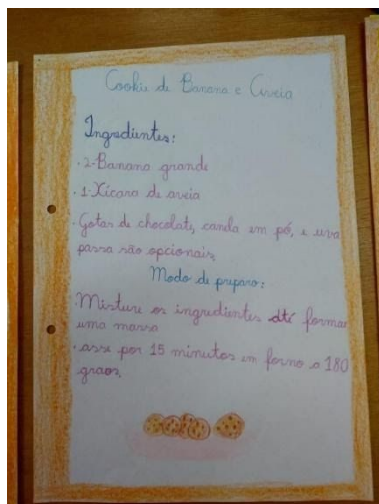 Cookie de Banana e Aveia
Ingredientes:
• 2-Banana grande
• 1-Xícara de aveia
• Gotas de chocolate, canela em pó, e uva
passa são opcionais.
Modo de preparo:
Misture os ingredientes até formar
uma massa
• asse por 15 minutos em forno a 180
graos.